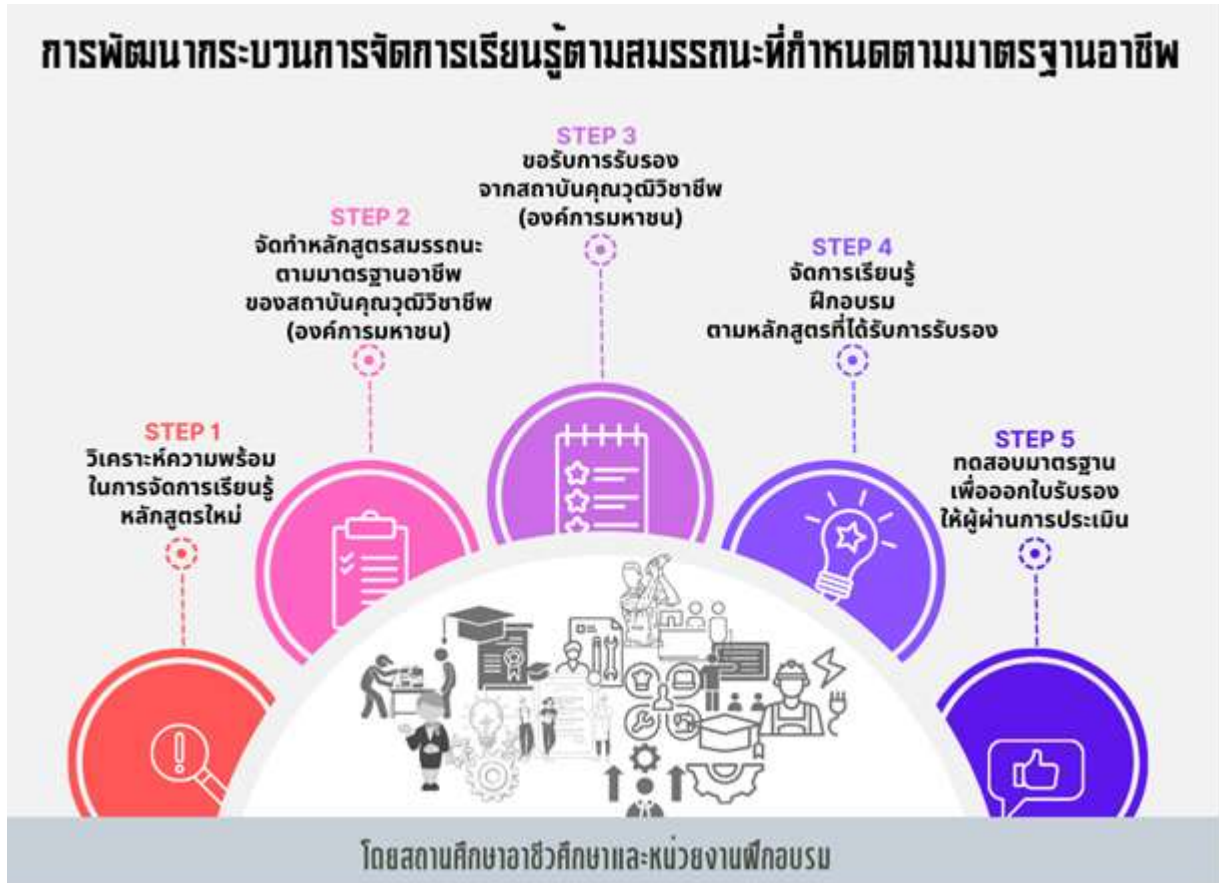 การพัฒนากระบวนการจัดการเรียนรู้ตามสมรรถนะที่กำหนดตามมาตรฐานอาชีพ
STEP 1
วิเคราะห์ความพร้อม
ในการจัดการเรียนรู้
หลักสูตรใหม่
STEP 2
จัดทำหลักสูตรสมรรถนะ
ตามมาตรฐานอาชีพ
ของสถาบันคุณวุฒิวิชาชีพ
(องค์การมหาชน)
STEP 3
ขอรับการรับรอง
จากสถาบันคุณวุฒิวิชาชีพ
(องค์การมหาชน)
STEP 4
จัดการเรียนรู้
ฝึกอบรม
ตามหลักสูตรที่ได้รับการรับรอง
STEP 5
ทดสอบมาตรฐาน
เพื่อออกใบรับรอง
ให้ผู้ผ่านการประเมิน
โดยสถานศึกษาอาชีวศึกษาและหน่วยงานฝึกอบรม